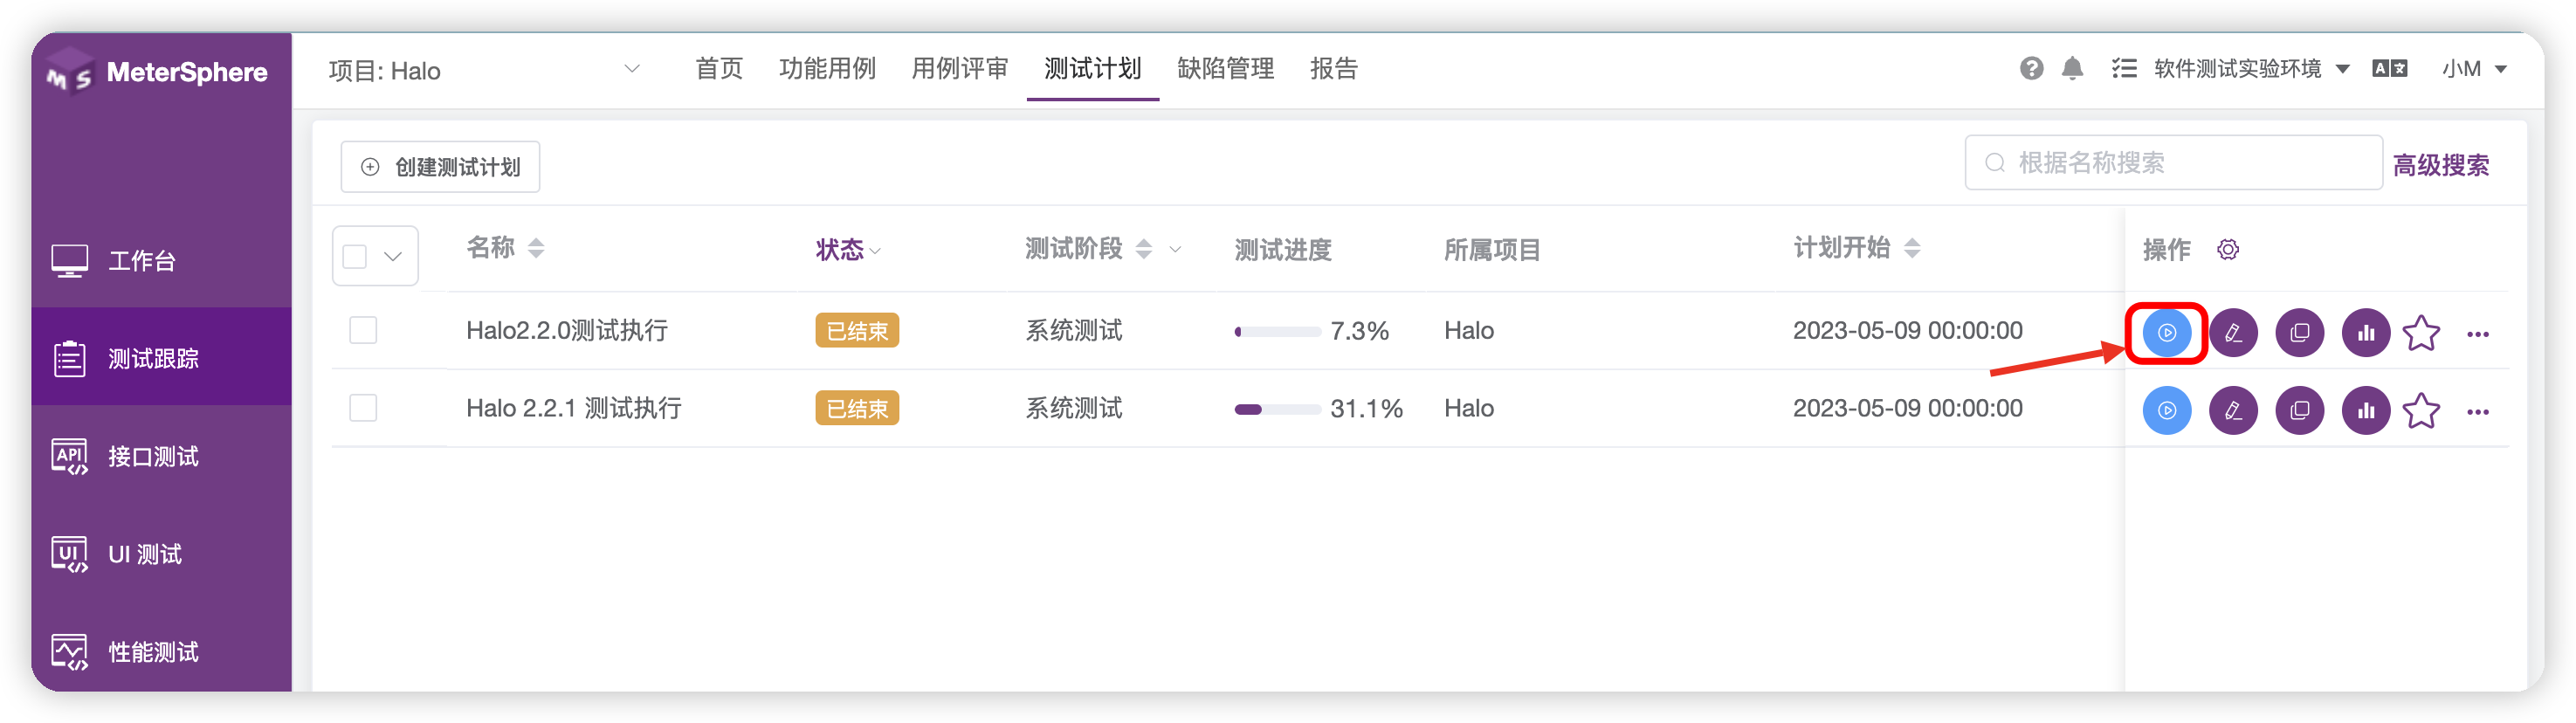 MeterSphere
项目: Halo
首页 功能用例 用例评审 测试计划 缺陷管理 报告
软件测试实验环境 小M
创建测试计划
根据名称搜索
高级搜索
名称 状态 测试阶段 测试进度 所属项目 计划开始 操作
Halo2.2.0测试执行 已结束 系统测试 7.3% Halo 2023-05-09 00:00:00
Halo 2.2.1 测试执行 已结束 系统测试 31.1% Halo 2023-05-09 00:00:00
工作台
测试跟踪
API 接口测试
UI UI 测试
性能测试